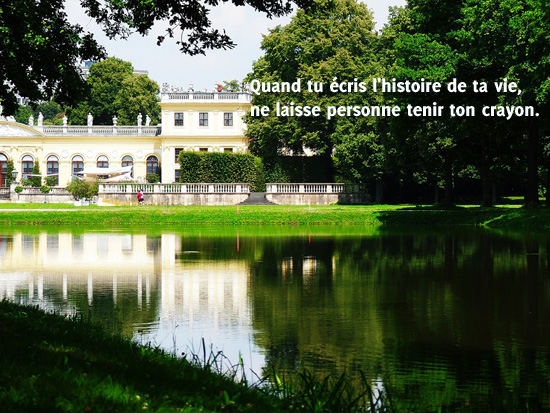 Quand tu écris l'histoire de ta vie,
ne laisse personne tenir ton crayon.